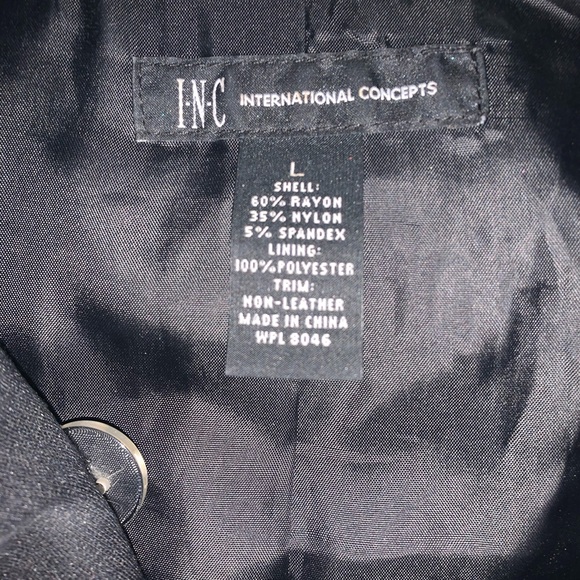 I·N·C INTERNATIONAL CONCEPTS
L
SHELL:
60% RAYON
35% NYLON
5% SPANDEX
LINING:
100%POLYESTER
TRIM:
NON-LEATHER
MADE IN CHINA
WPL 8046